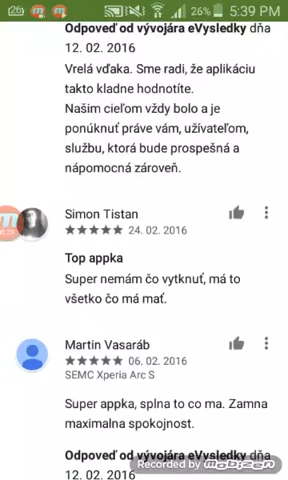 26% 5:39 PM
Odpoveď od vývojára eVysledky dňa
12. 02. 2016
Vrelá vďaka. Sme radi, že aplikáciu
takto kladne hodnotíte.
Našim cieľom vždy bolo a je
ponúknuť práve vám, užívateľom,
službu, ktorá bude prospešná a
nápomocná zároveň.
Simon Tistan
24. 02. 2016
Top appka
Super nemám čo vytknuť, má to
všetko čo má mať.
Martin Vasaráb
06. 02. 2016
SEMC Xperia Arc S
Super appka, splna to co ma. Zamna
maximalna spokojnost.
Odpoveď od vývojára eVysledky dňa
12. 02. 2016
Recorded by mobizen